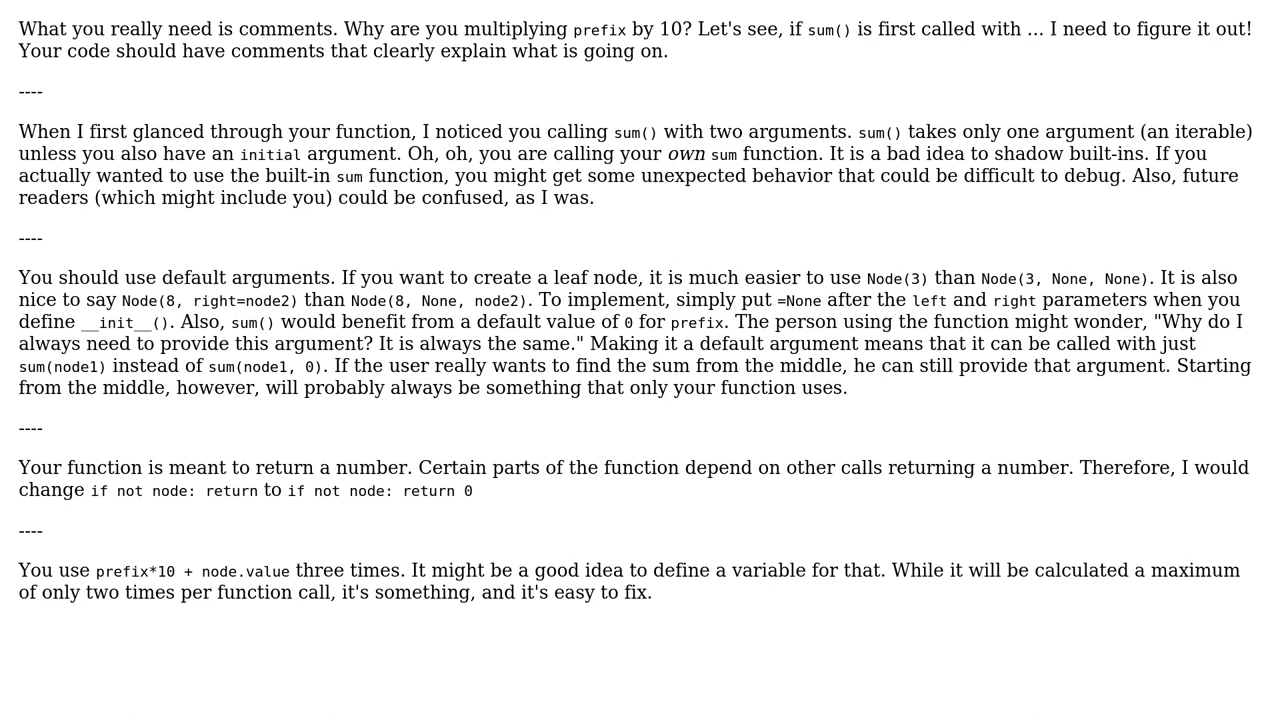 What you really need is comments. Why are you multiplying prefix by 10? Let's see, if sum() is first called with ... I need to figure it out!
Your code should have comments that clearly explain what is going on.
----
When I first glanced through your function, I noticed you calling sum() with two arguments. sum() takes only one argument (an iterable)
unless you also have an initial argument. Oh, oh, you are calling your own sum function. It is a bad idea to shadow built-ins. If you
actually wanted to use the built-in sum function, you might get some unexpected behavior that could be difficult to debug. Also, future
readers (which might include you) could be confused, as I was.
----
You should use default arguments. If you want to create a leaf node, it is much easier to use Node(3) than Node(3, None, None). It is also
nice to say Node(8, right=node2) than Node(8, None, node2). To implement, simply put =None after the left and right parameters when you
define __init__(). Also, sum() would benefit from a default value of 0 for prefix. The person using the function might wonder, "Why do I
always need to provide this argument? It is always the same." Making it a default argument means that it can be called with just
sum(node1) instead of sum(node1, 0). If the user really wants to find the sum from the middle, he can still provide that argument. Starting
from the middle, however, will probably always be something that only your function uses.
----
Your function is meant to return a number. Certain parts of the function depend on other calls returning a number. Therefore, I would
change if not node: return to if not node: return 0
----
You use prefix*10 + node.value three times. It might be a good idea to define a variable for that. While it will be calculated a maximum
of only two times per function call, it's something, and it's easy to fix.